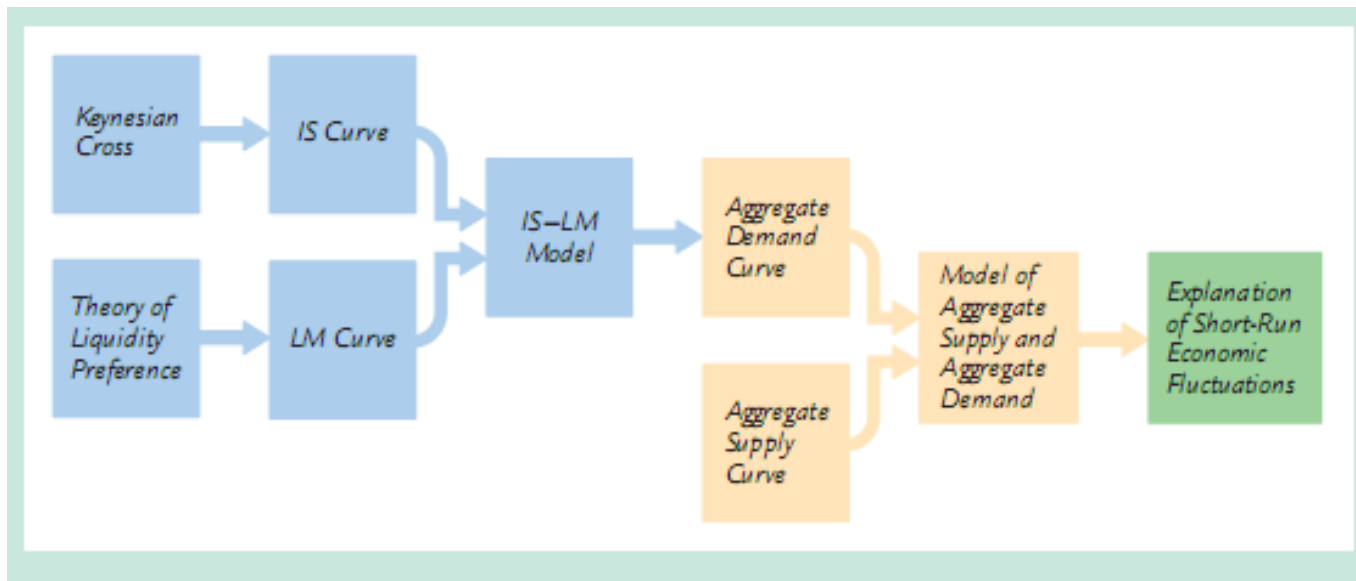 Keynesian
Cross
IS Curve
Theory of
Liquidity
Preference
LM Curve
IS–LM
Model
Aggregate
Demand
Curve
Aggregate
Supply
Curve
Model of
Aggregate
Supply and
Aggregate
Demand
Explanation
of Short-Run
Economic
Fluctuations